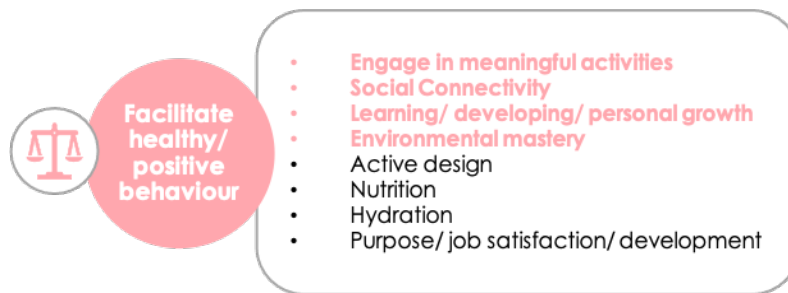 Facilitate
healthy/
positive
behaviour
• Engage in meaningful activities
• Social Connectivity
• Learning/ developing/ personal growth
• Environmental mastery
• Active design
• Nutrition
• Hydration
• Purpose/ job satisfaction/ development